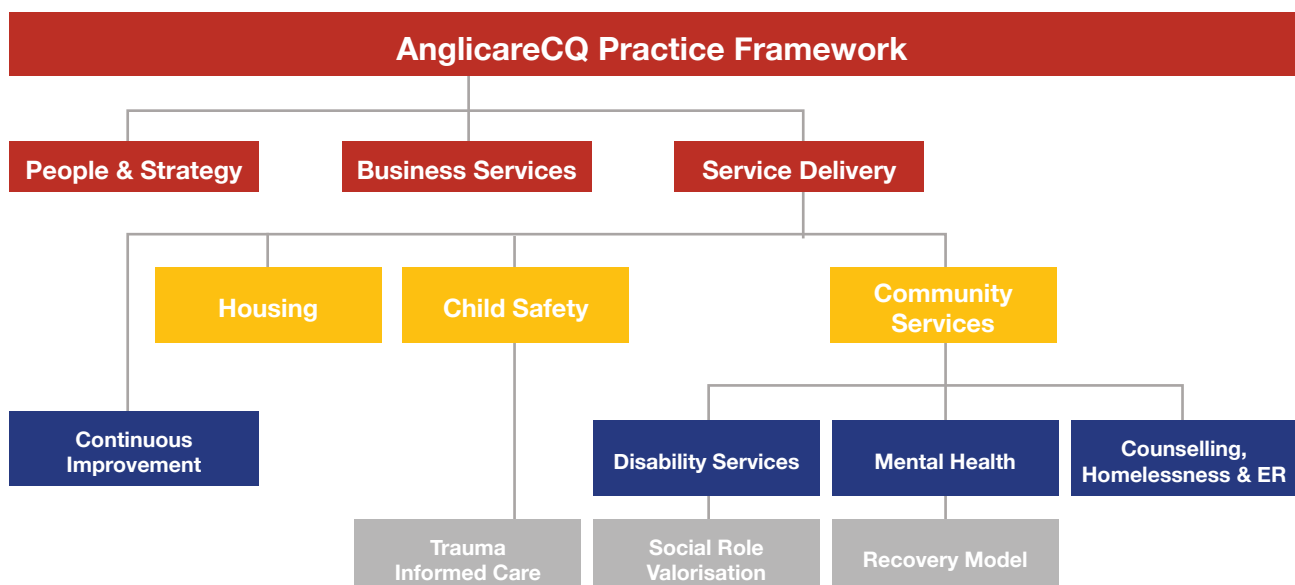 AnglicareCQ Practice Framework
People & Strategy
Business Services
Service Delivery
Housing
Child Safety
Community
Services
Continuous
Improvement
Disability Services
Mental Health
Counselling,
Homelessness & ER
Trauma
Informed Care
Social Role
Valorisation
Recovery Model